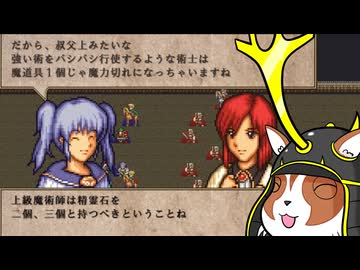 だから、叔父上みたいな
強い術をバシバシ行使するような術士は
魔道具１個じゃ魔力切れになっちゃいますね
上級魔術師は精霊石を
二個、三個と持つべきということね